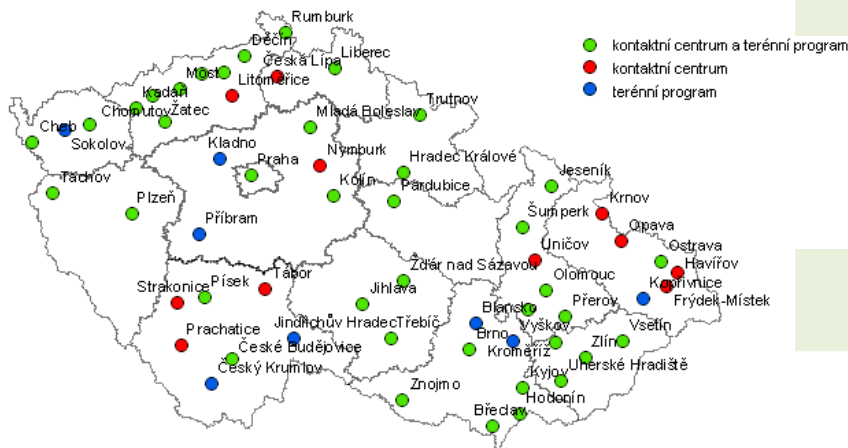 Rumburk
Děčín
Česká Lípa
Liberec
kontaktní centrum a terénní program
kontaktní centrum
terénní program
Most
Litoměřice
Kadaň
Chomutov
Žatec
Cheb
Sokolov
Mladá Boleslav
Trutnov
Kladno
Praha
Nymburk
Hradec Králové
Tachov
Plzeň
Kolín
Pardubice
Jeseník
Krnov
Příbram
Šumperk
Opava
Uničov
Ostrava
Havířov
Žďár nad Sázavou
Strakonice
Písek
Tábor
Jihlava
Olomouc
Kopřivnice
Frýdek-Místek
Prachatice
Jindřichův Hradec
Třebíč
Blansko
Přerov
Brno
Vyškov
Vsetín
České Budějovice
Kroměříž
Zlín
Český Krumlov
Uherské Hradiště
Znojmo
Kyjov
Hodonín
Břeclav